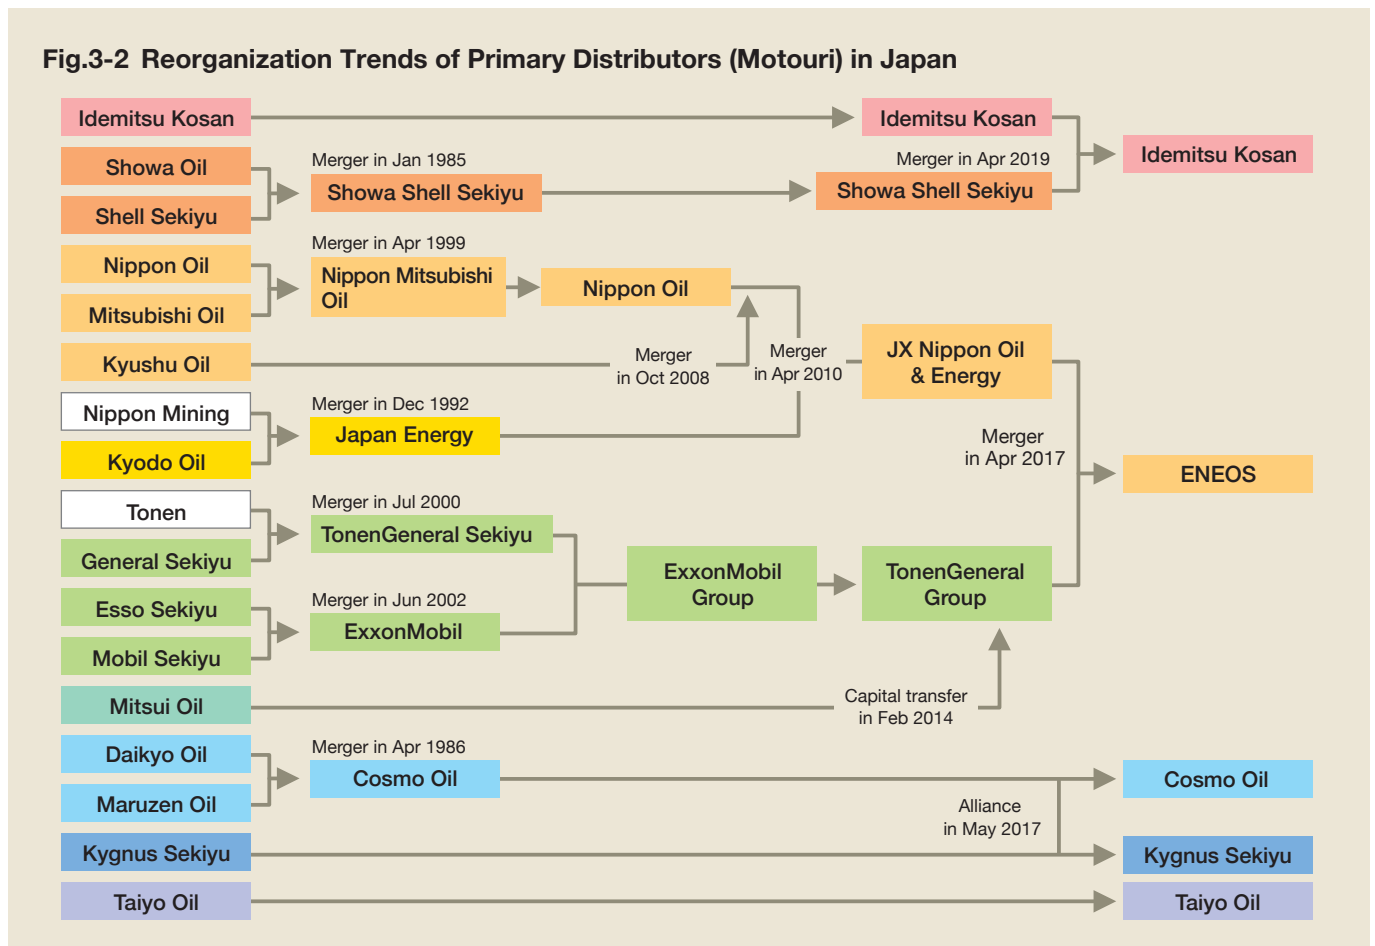 Fig.3-2 Reorganization Trends of Primary Distributors (Motouri) in Japan
Idemitsu Kosan
Idemitsu Kosan
Idemitsu Kosan
Showa Oil
Shell Sekiyu
Merger in Jan 1985
Showa Shell Sekiyu
Merger in Apr 2019
Showa Shell Sekiyu
Nippon Oil
Mitsubishi Oil
Merger in Apr 1999
Nippon Mitsubishi
Oil
Nippon Oil
Kyushu Oil
Merger
in Oct 2008
Merger
in Apr 2010
JX Nippon Oil
& Energy
Nippon Mining
Kyodo Oil
Merger in Dec 1992
Japan Energy
Merger
in Apr 2017
ENEOS
Tonen
General Sekiyu
Merger in Jul 2000
TonenGeneral Sekiyu
Esso Sekiyu
Mobil Sekiyu
Merger in Jun 2002
ExxonMobil
ExxonMobil
Group
TonenGeneral
Group
Mitsui Oil
Capital transfer
in Feb 2014
Daikyo Oil
Maruzen Oil
Merger in Apr 1986
Cosmo Oil
Cosmo Oil
Alliance
in May 2017
Kygnus Sekiyu
Kygnus Sekiyu
Taiyo Oil
Taiyo Oil